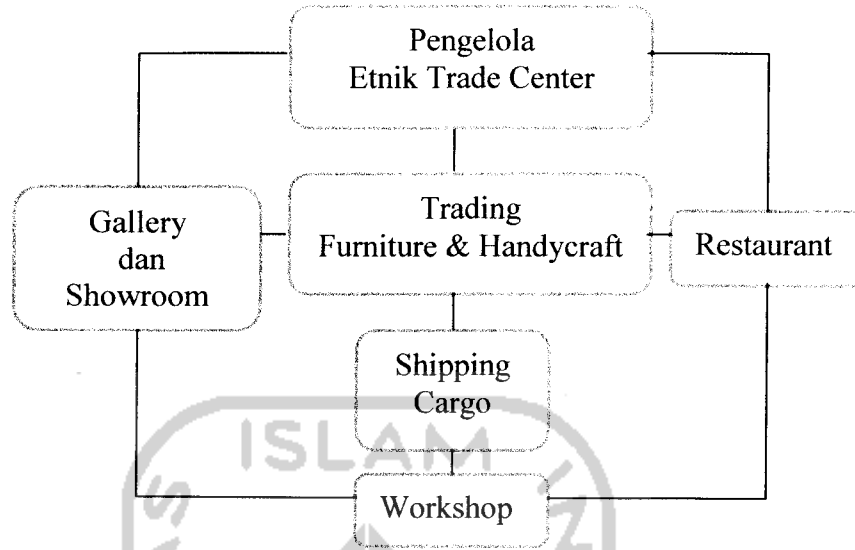 Pengelola
Etnik Trade Center
Trading
Furniture & Handycraft
Gallery
dan
Showroom
Restaurant
Shipping
Cargo
ISLAM
Workshop